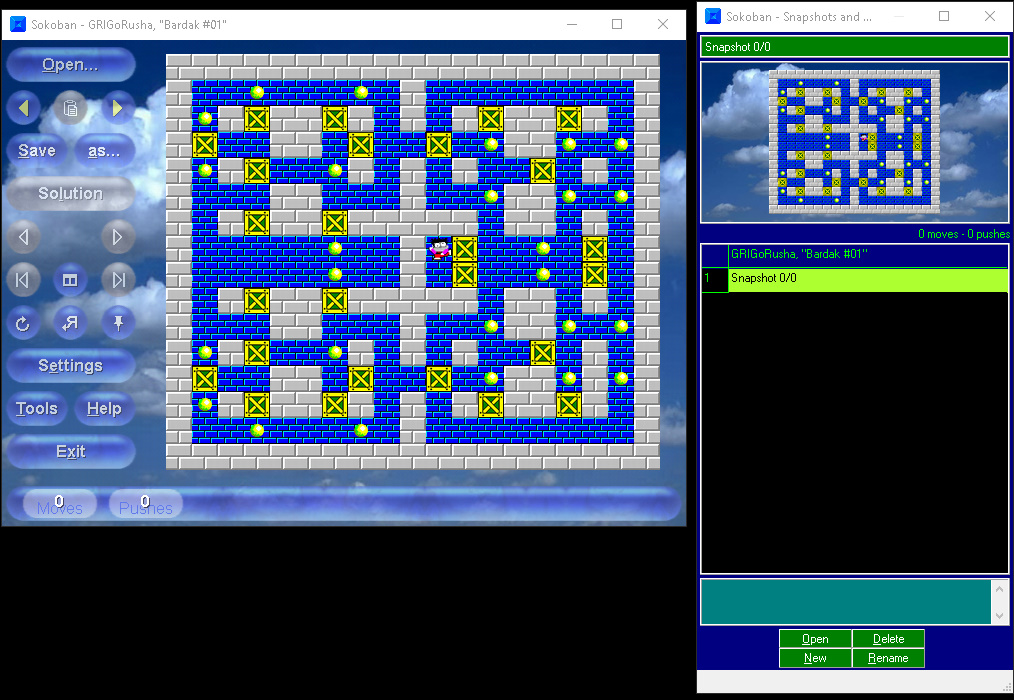 Sokoban - GRIGoRusha, "Bardak #01"
Open...
Save as...
Solution
Settings
Tools Help
Exit
0 0
Moves Pushes
Sokoban - Snapshots and ...
Snapshot 0/0
0 moves - 0 pushes
GRIGoRusha, "Bardak #01"
1 Snapshot 0/0
Open Delete
New Rename